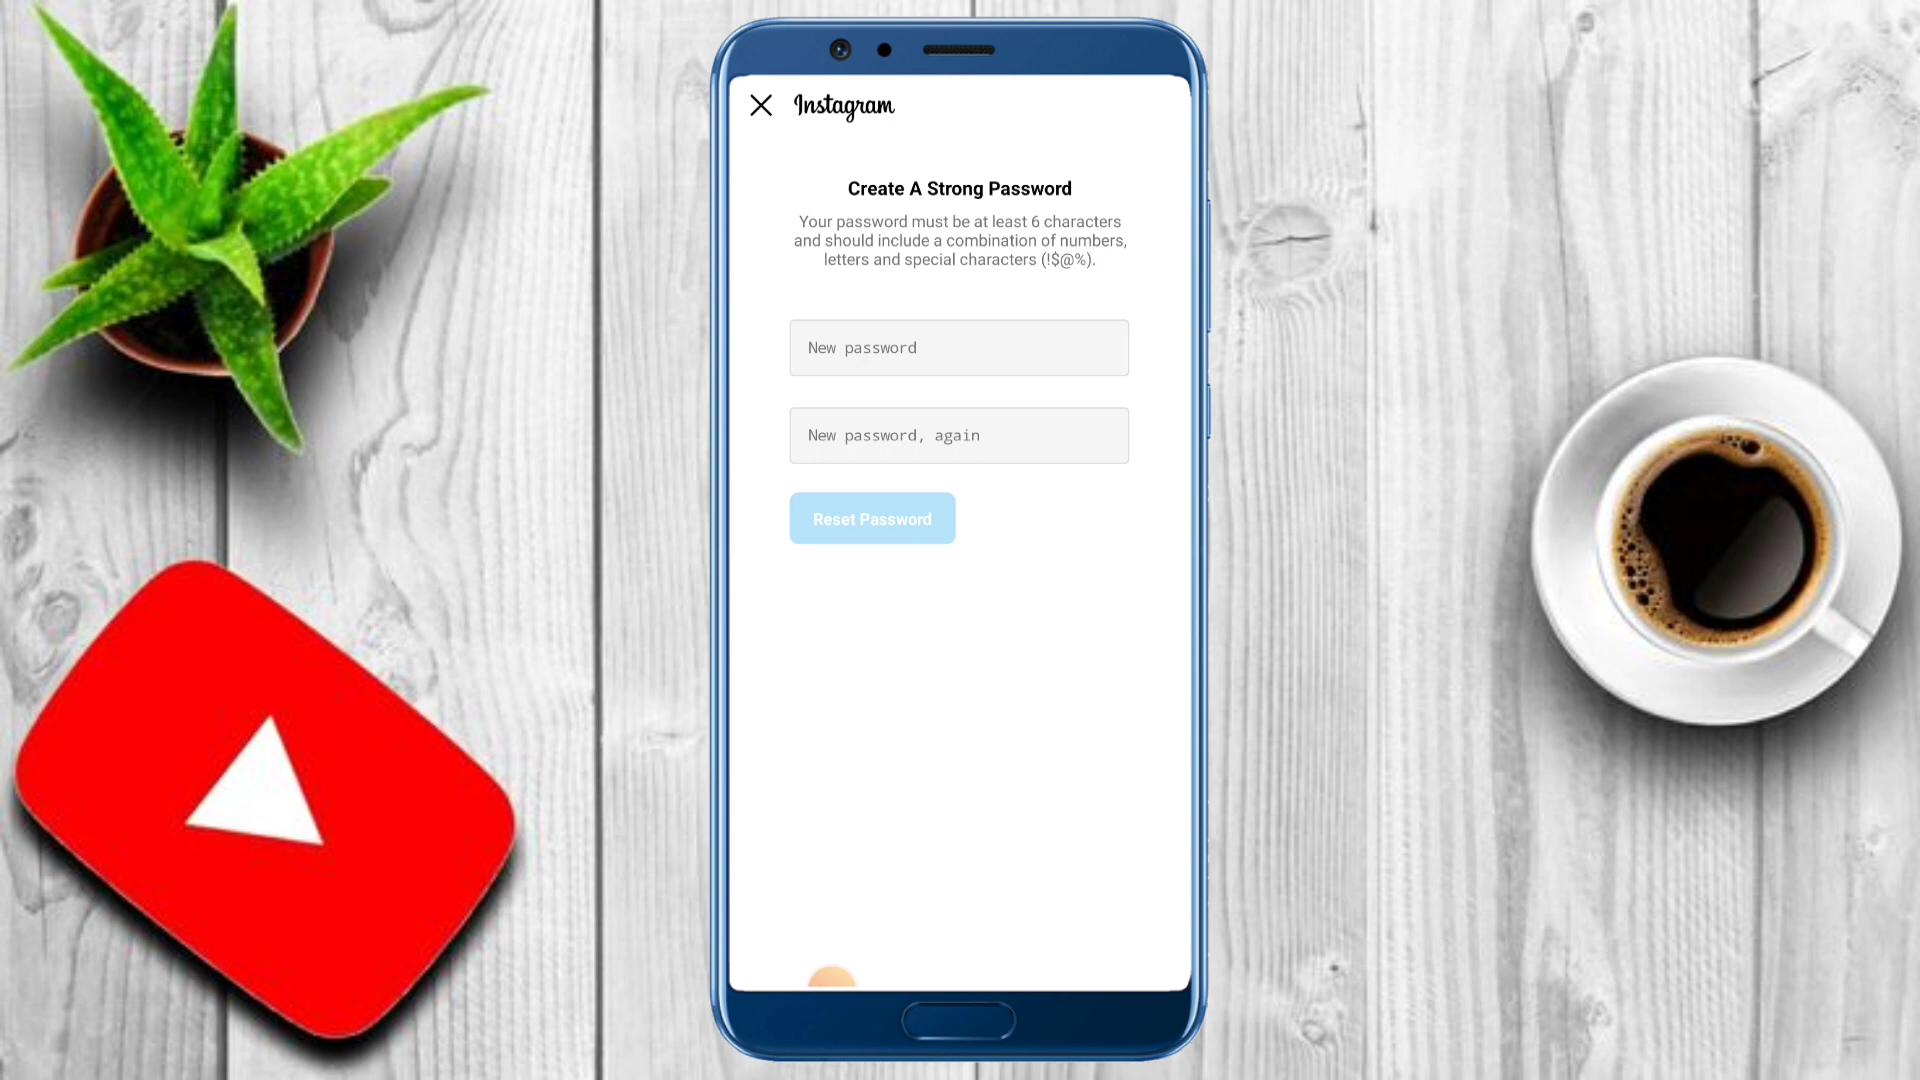 Instagram
Create A Strong Password
Your password must be at least 6 characters
and should include a combination of numbers,
letters and special characters (!$@%).
New password
New password, again
Reset Password